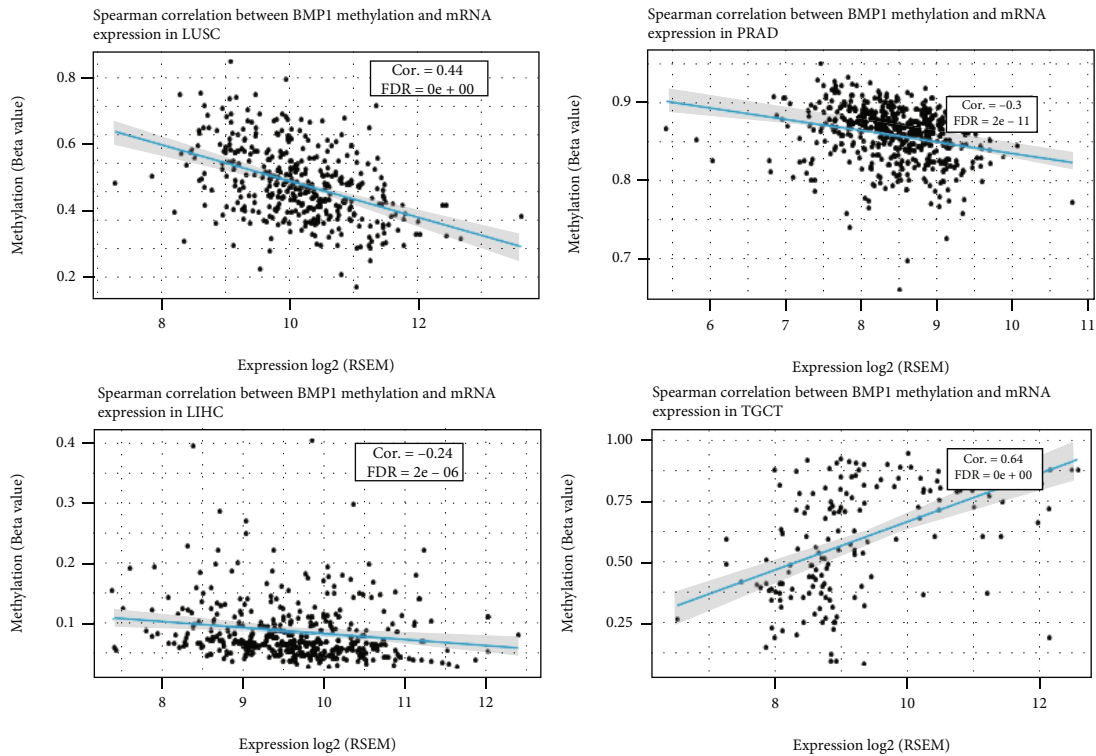 Spearman correlation between BMP1 methylation and mRNA
expression in LUSC
Methylation (Beta value)
0.8
0.6
0.4
0.2
Cor. = 0.44
FDR = 0e + 00
8
10
12
Expression log2 (RSEM)
Spearman correlation between BMP1 methylation and mRNA
expression in PRAD
Methylation (Beta value)
0.9
0.8
0.7
Cor. = –0.3
FDR = 2e – 11
6
7
8
9
10
11
Expression log2 (RSEM)
Spearman correlation between BMP1 methylation and mRNA
expression in LIHC
Methylation (Beta value)
0.4
0.3
0.2
0.1
Cor. = –0.24
FDR = 2e – 06
8
9
10
11
12
Expression log2 (RSEM)
Spearman correlation between BMP1 methylation and mRNA
expression in TGCT
Methylation (Beta value)
1.00
0.75
0.50
0.25
Cor. = 0.64
FDR = 0e + 00
8
10
12
Expression log2 (RSEM)